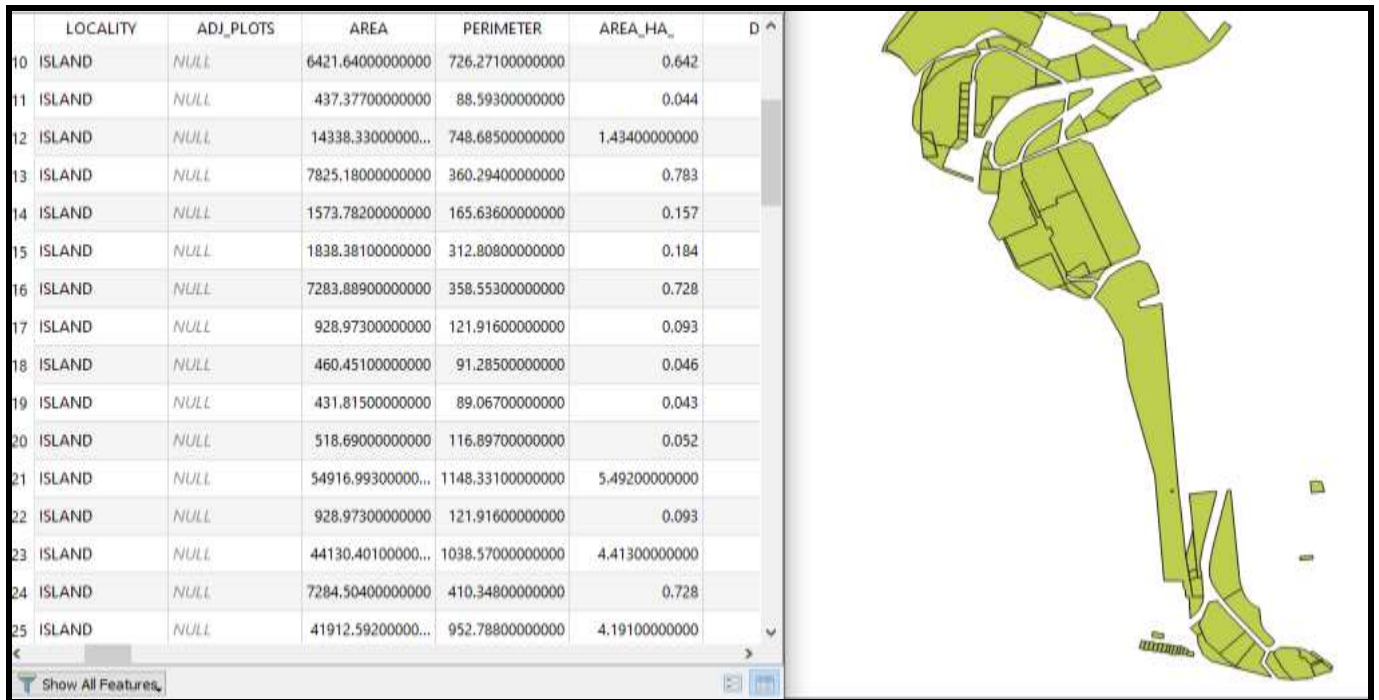 LOCALITY ADJ_PLOTS AREA PERIMETER AREA_HA_ D
10 ISLAND NULL 6421.64000000000 726.27100000000 0.642
11 ISLAND NULL 437.37700000000 88.59300000000 0.044
12 ISLAND NULL 14338.33000000... 748.68500000000 1.43400000000
13 ISLAND NULL 7825.18000000000 360.29400000000 0.783
14 ISLAND NULL 1573.78200000000 165.63600000000 0.157
15 ISLAND NULL 1838.38100000000 312.80800000000 0.184
16 ISLAND NULL 7283.88900000000 358.55300000000 0.728
17 ISLAND NULL 928.97300000000 121.91600000000 0.093
18 ISLAND NULL 460.45100000000 91.28500000000 0.046
19 ISLAND NULL 431.81500000000 89.06700000000 0.043
20 ISLAND NULL 518.69000000000 116.89700000000 0.052
21 ISLAND NULL 54916.99300000... 1148.33100000000 5.49200000000
22 ISLAND NULL 928.97300000000 121.91600000000 0.093
23 ISLAND NULL 44130.40100000... 1038.57000000000 4.41300000000
24 ISLAND NULL 7284.50400000000 410.34800000000 0.728
25 ISLAND NULL 41912.59200000... 952.78800000000 4.19100000000
Show All Features